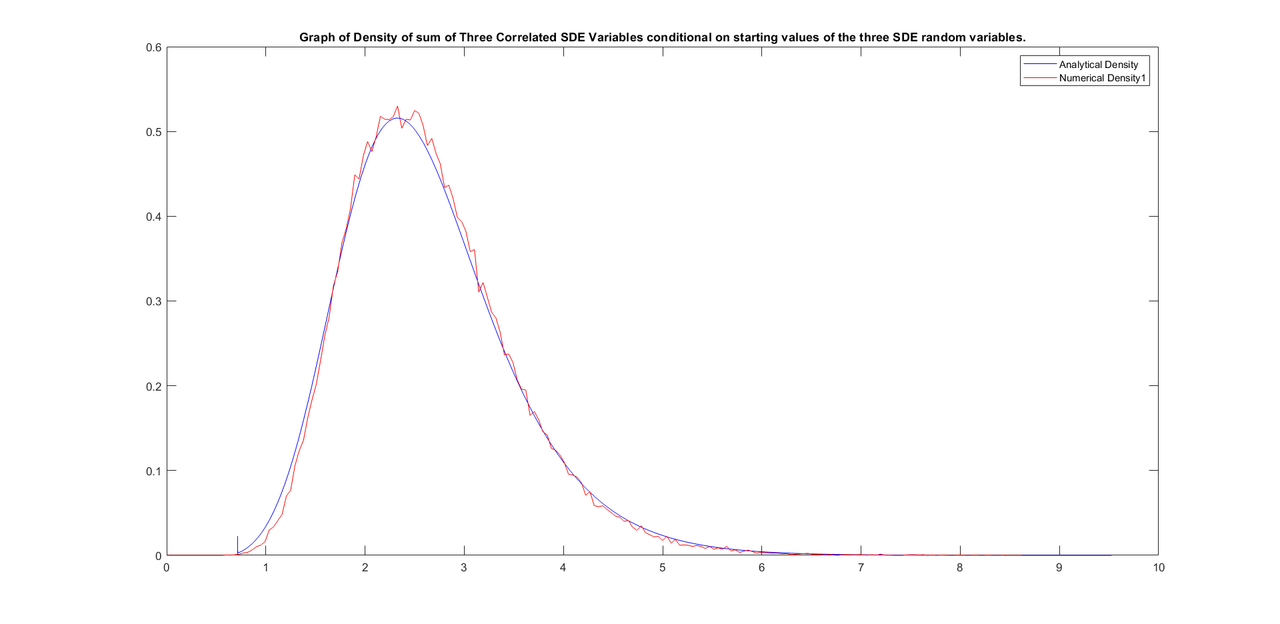 Graph of Density of sum of Three Correlated SDE Variables conditional on starting values of the three SDE random variables.
Analytical Density
Numerical Density1
0.6
0.5
0.4
0.3
0.2
0.1
0
0 1 2 3 4 5 6 7 8 9 10